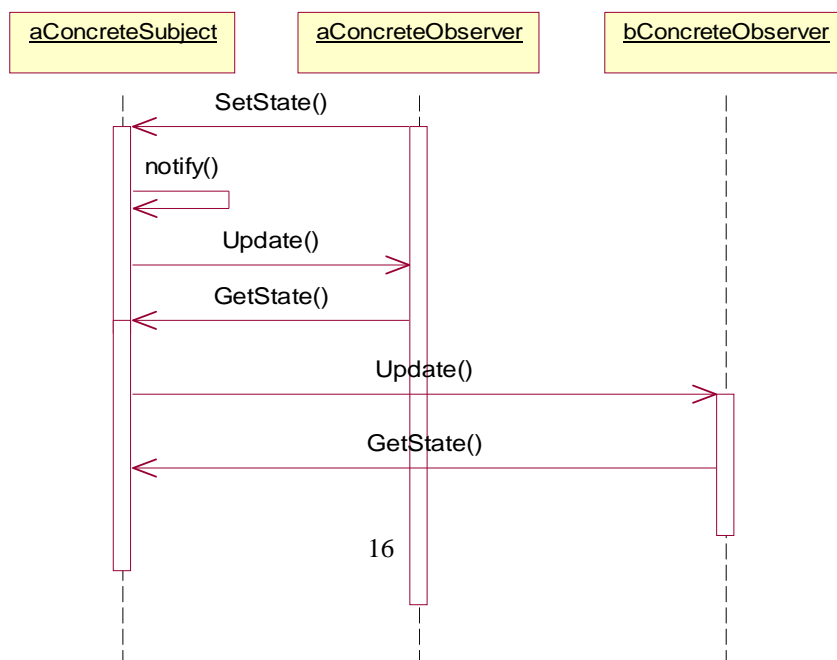 aConcreteSubject
aConcreteObserver
bConcreteObserver
SetState()
notify()
Update()
GetState()
Update()
GetState()
16